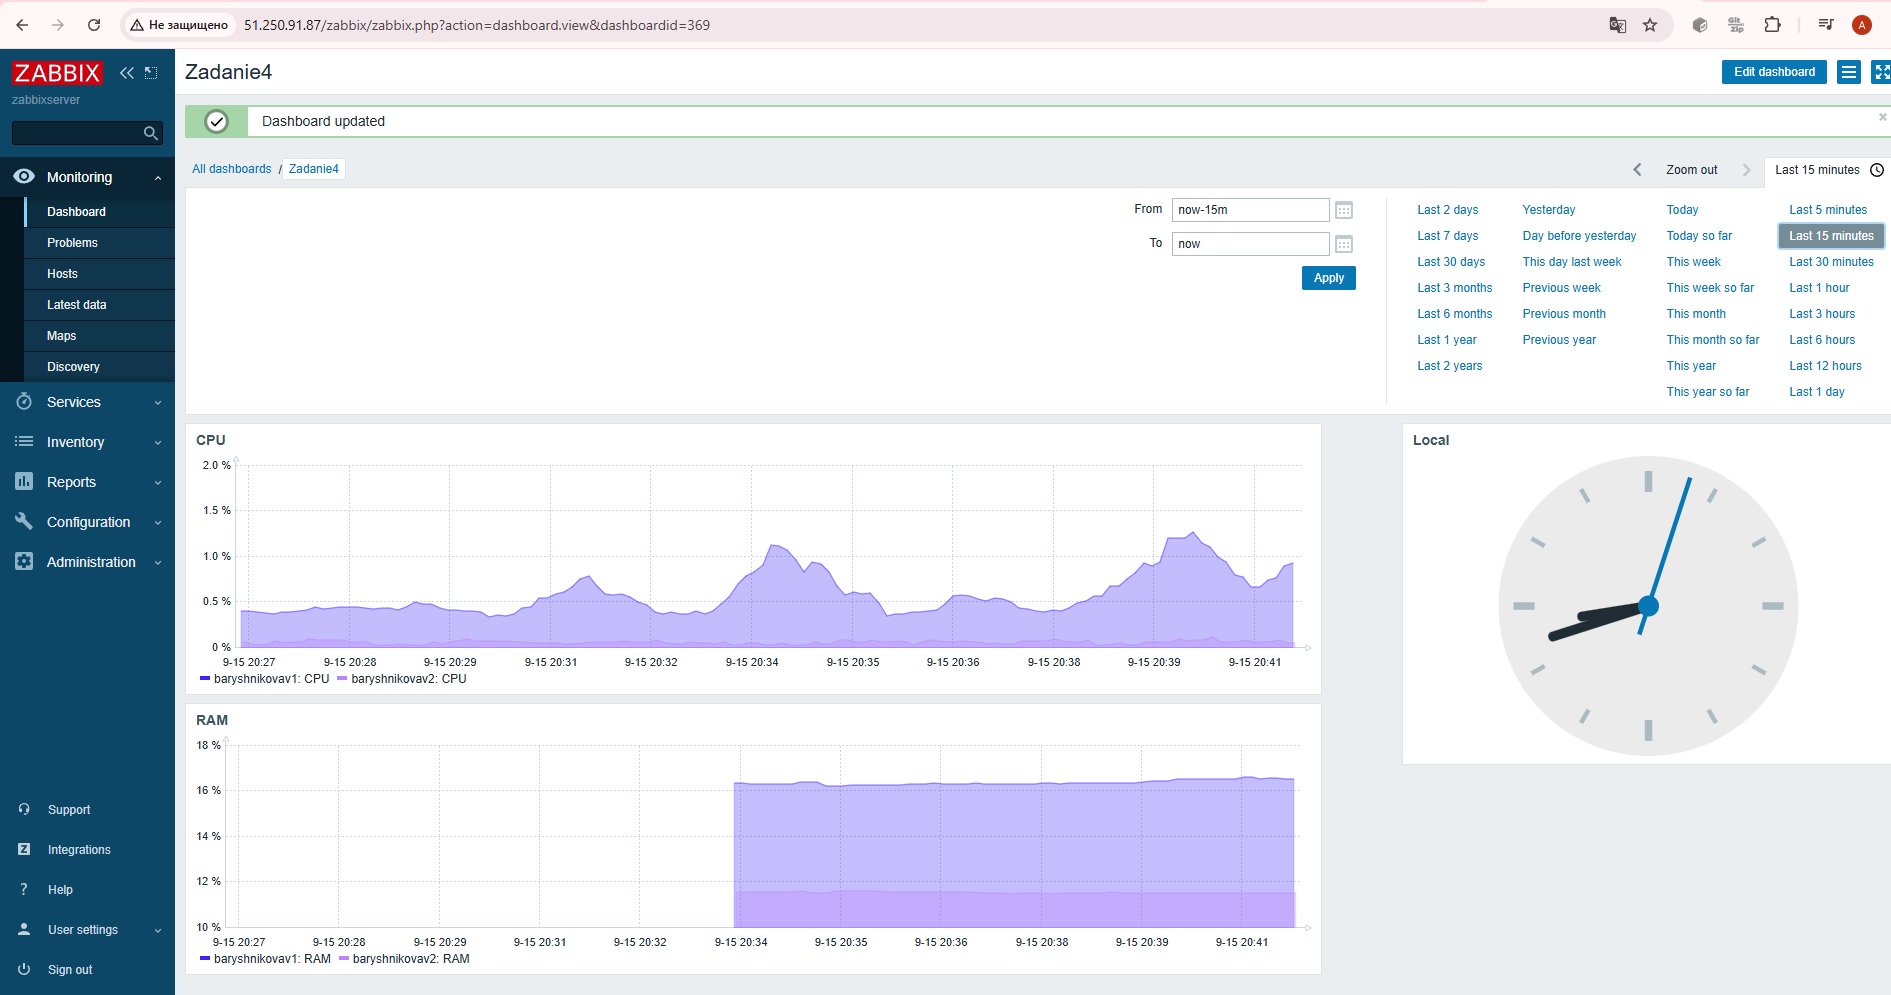 Не защищено 51.250.91.87/zabbix/zabbix.php?action=dashboard.view&dashboardid=369
Git zip
A
ZABBIX
zabbixserver
Monitoring
Dashboard
Problems
Hosts
Latest data
Maps
Discovery
Services
Inventory
Reports
Configuration
Administration
Support
Z Integrations
? Help
User settings
Sign out
Zadanie4
Edit dashboard
Dashboard updated
All dashboards / Zadanie4
Zoom out
Last 15 minutes
From now-15m
To now
Apply
Last 2 days Yesterday Today Last 5 minutes
Last 7 days Day before yesterday Today so far Last 15 minutes
Last 30 days This day last week This week Last 30 minutes
Last 3 months Previous week This week so far Last 1 hour
Last 6 months Previous month This month Last 3 hours
Last 1 year Previous year This month so far Last 6 hours
Last 2 years This year Last 12 hours
This year so far Last 1 day
CPU
2.0 %
1.5 %
1.0 %
0.5 %
0 %
9-15 20:27 9-15 20:28 9-15 20:29 9-15 20:31 9-15 20:32 9-15 20:34 9-15 20:35 9-15 20:36 9-15 20:38 9-15 20:39 9-15 20:41
baryshnikovav1: CPU baryshnikovav2: CPU
Local
RAM
18 %
16 %
14 %
12 %
10 %
9-15 20:27 9-15 20:28 9-15 20:29 9-15 20:31 9-15 20:32 9-15 20:34 9-15 20:35 9-15 20:36 9-15 20:38 9-15 20:39 9-15 20:41
baryshnikovav1: RAM baryshnikovav2: RAM